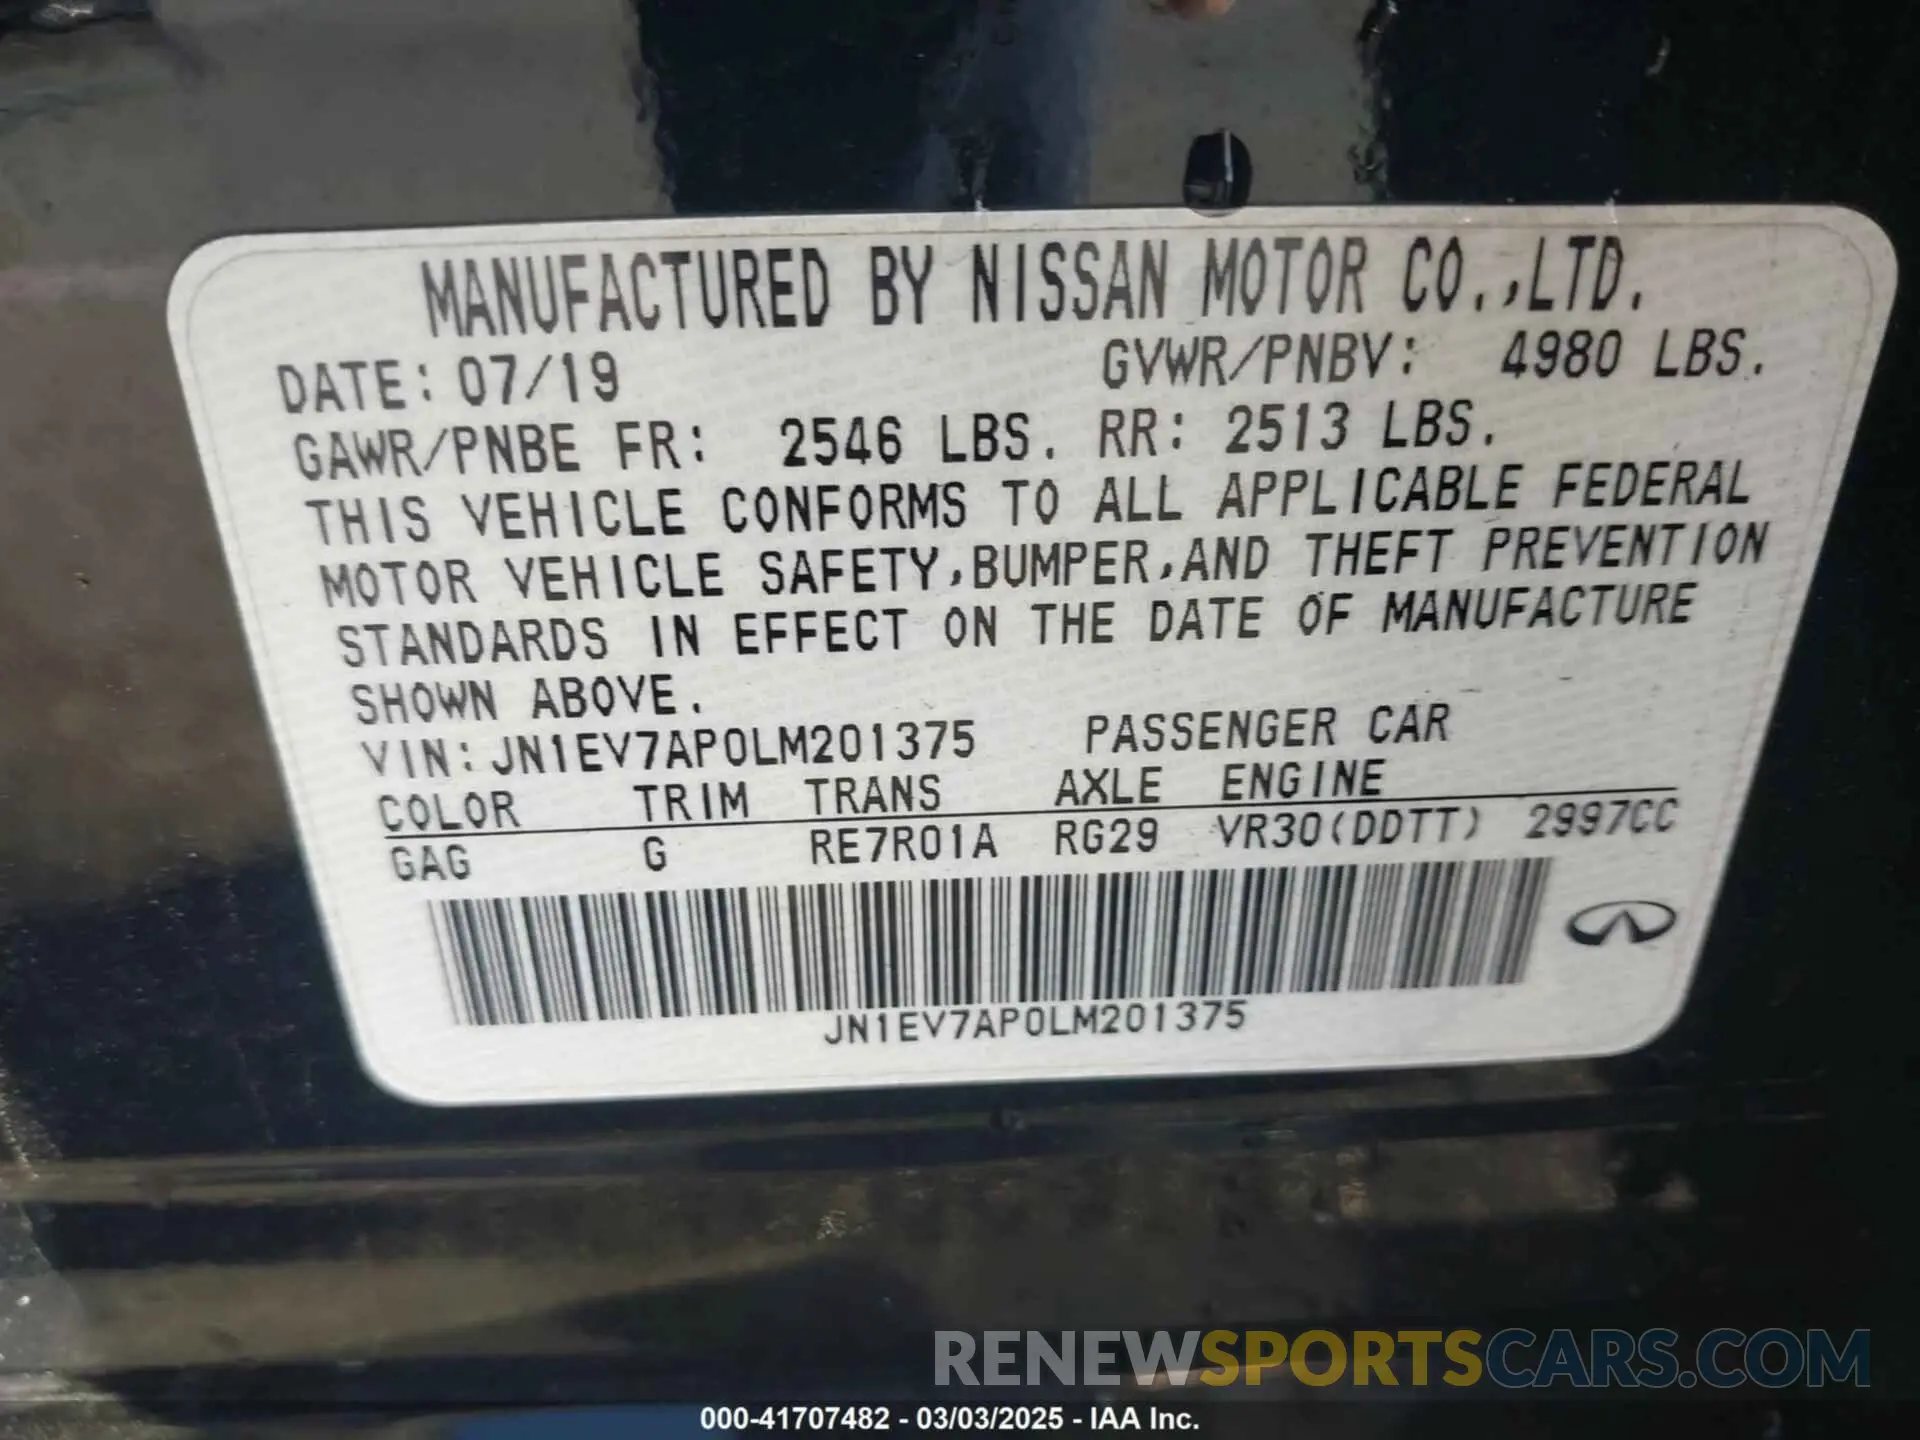 MANUFACTURED BY NISSAN MOTOR CO.,LTD.
DATE: 07/19 GVWR/PNBV: 4980 LBS.
GAWR/PNBE FR: 2546 LBS. RR: 2513 LBS.
THIS VEHICLE CONFORMS TO ALL APPLICABLE FEDERAL
MOTOR VEHICLE SAFETY,BUMPER,AND THEFT PREVENTION
STANDARDS IN EFFECT ON THE DATE OF MANUFACTURE
SHOWN ABOVE.
VIN: JN1EV7AP0LM201375 PASSENGER CAR
COLOR TRIM TRANS AXLE ENGINE
GAG G RE7R01A RG29 VR30(DDTT) 2997CC
JN1EV7AP0LM201375
RENEWSPORTSCARS.COM
000-41707482 - 03/03/2025 - IAA Inc.